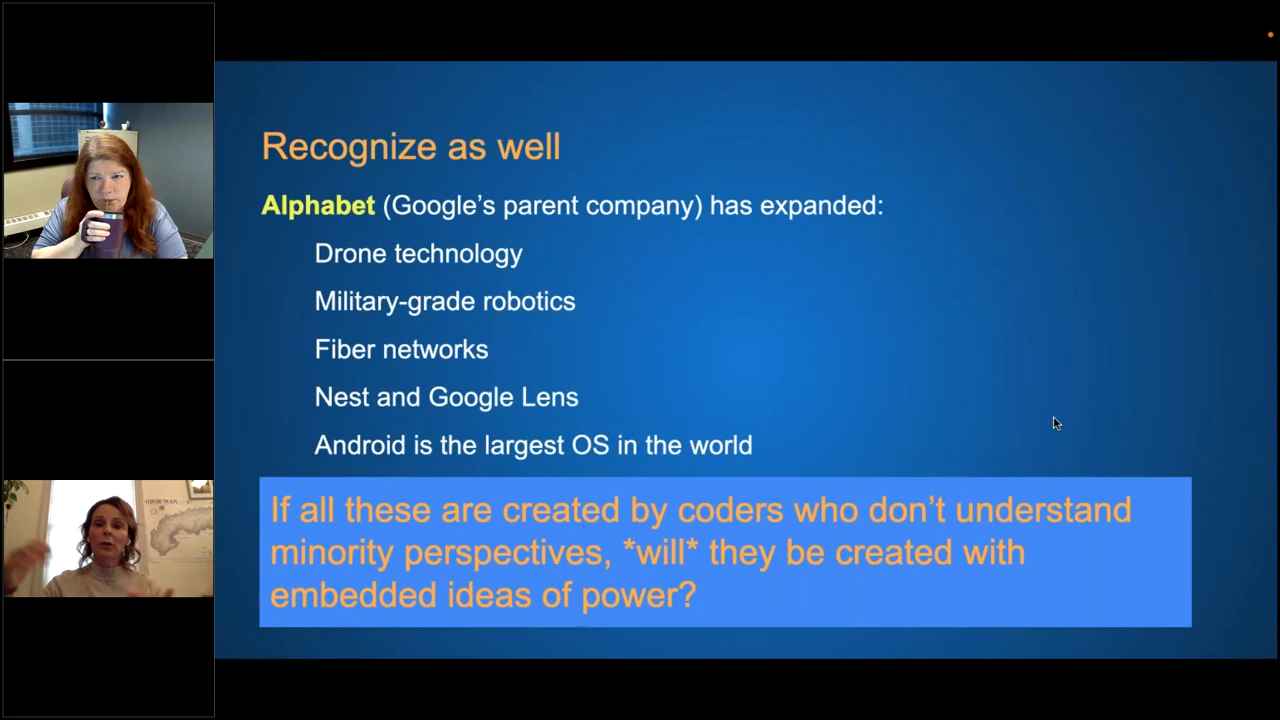 Recognize as well
Alphabet (Google’s parent company) has expanded:
Drone technology
Military-grade robotics
Fiber networks
Nest and Google Lens
Android is the largest OS in the world
If all these are created by coders who don’t understand
minority perspectives, *will* they be created with
embedded ideas of power?